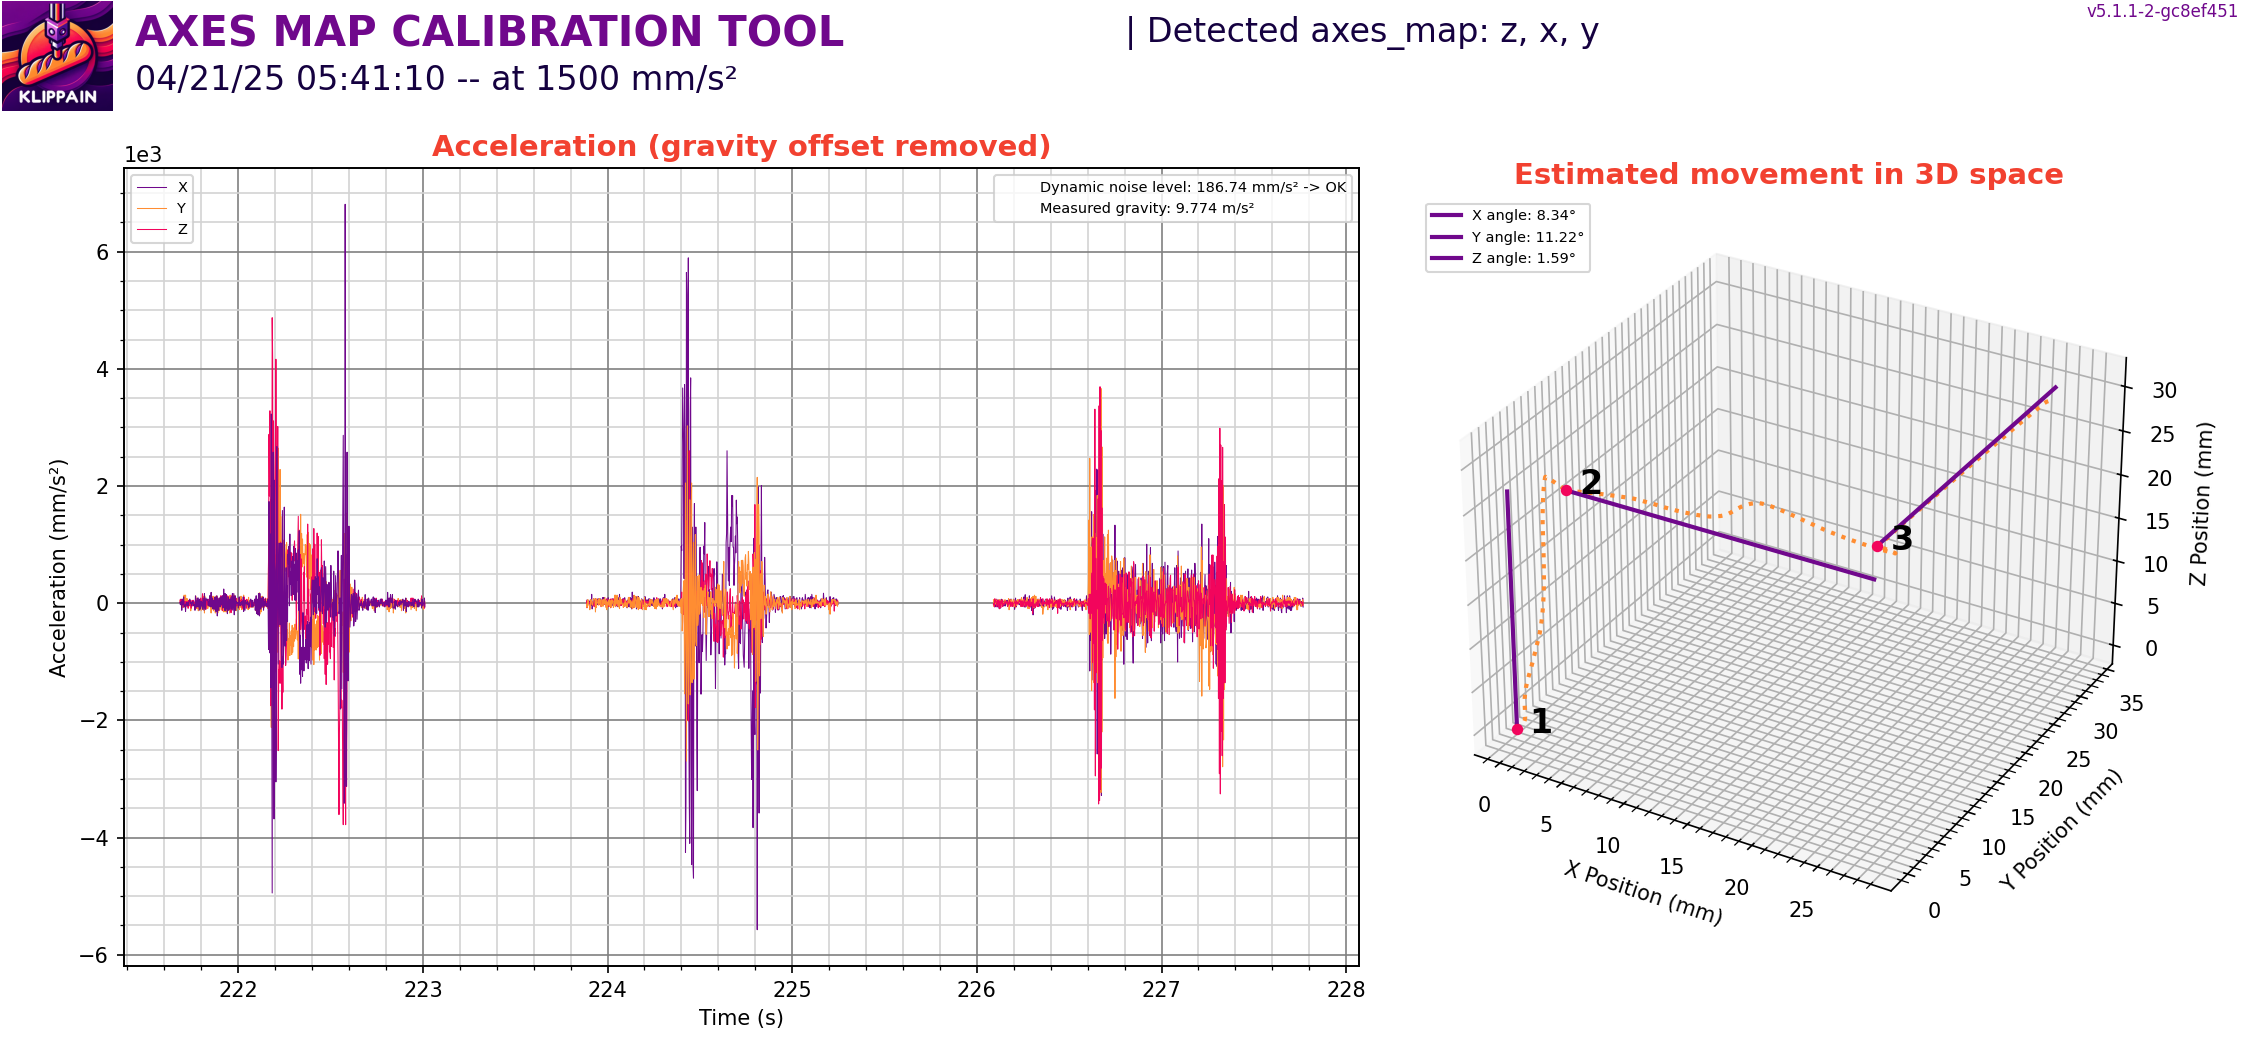 KLIPPAIN
AXES MAP CALIBRATION TOOL
04/21/25 05:41:10 -- at 1500 mm/s²
| Detected axes_map: z, x, y
v5.1.1-2-gc8ef451
Acceleration (gravity offset removed)
1e3
X
Y
Z
Dynamic noise level: 186.74 mm/s² -> OK
Measured gravity: 9.774 m/s²
6
4
2
0
−2
−4
−6
Acceleration (mm/s²)
222 223 224 225 226 227 228
Time (s)
Estimated movement in 3D space
X angle: 8.34°
Y angle: 11.22°
Z angle: 1.59°
1
2
3
0 5 10 15 20 25
X Position (mm)
0 5 10 15 20 25 30 35
Y Position (mm)
30
25
20
15
10
5
0
Z Position (mm)